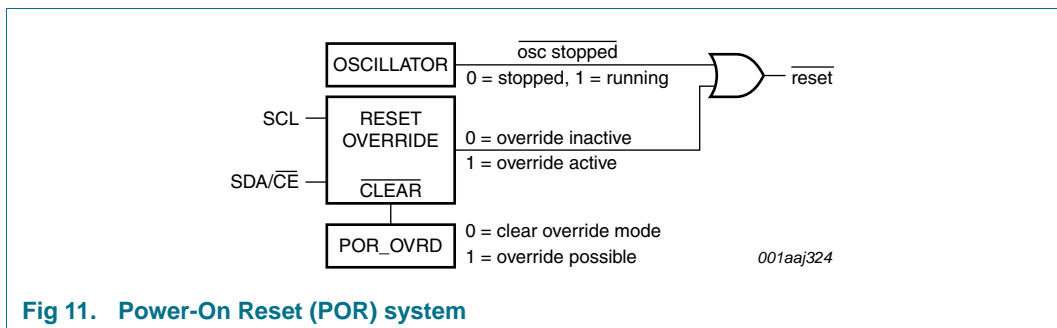 OSCILLATOR
osc stopped
0 = stopped, 1 = running
reset
SCL
RESET
OVERRIDE
0 = override inactive
1 = override active
SDA/CE
CLEAR
POR_OVRD
0 = clear override mode
1 = override possible
001aaj324
Fig 11. Power-On Reset (POR) system